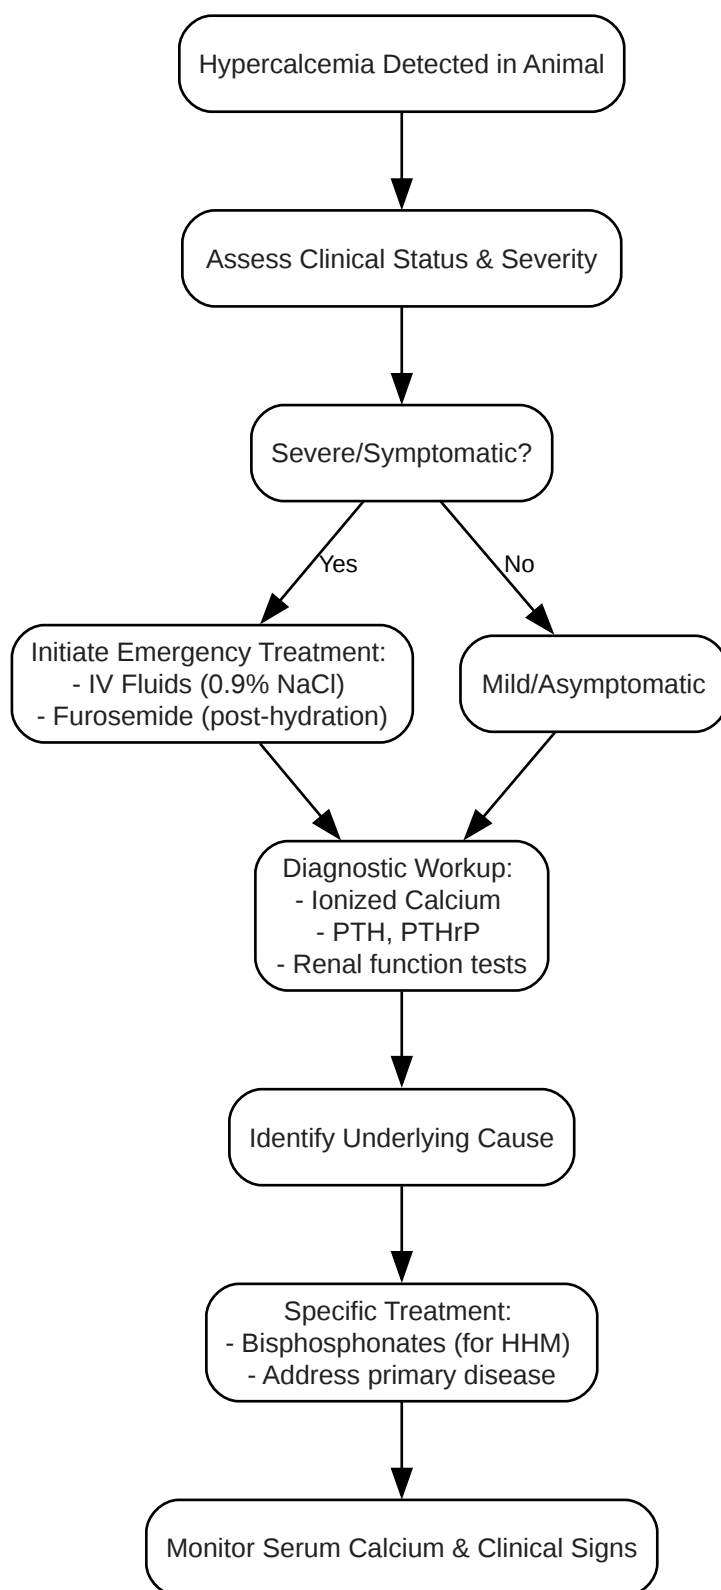 Hypercalcemia Detected in Animal
Assess Clinical Status & Severity
Severe/Symptomatic?
Yes
No
Initiate Emergency Treatment:
- IV Fluids (0.9% NaCl)
- Furosemide (post-hydration)
Mild/Asymptomatic
Diagnostic Workup:
- Ionized Calcium
- PTH, PTHrP
- Renal function tests
Identify Underlying Cause
Specific Treatment:
- Bisphosphonates (for HHM)
- Address primary disease
Monitor Serum Calcium & Clinical Signs